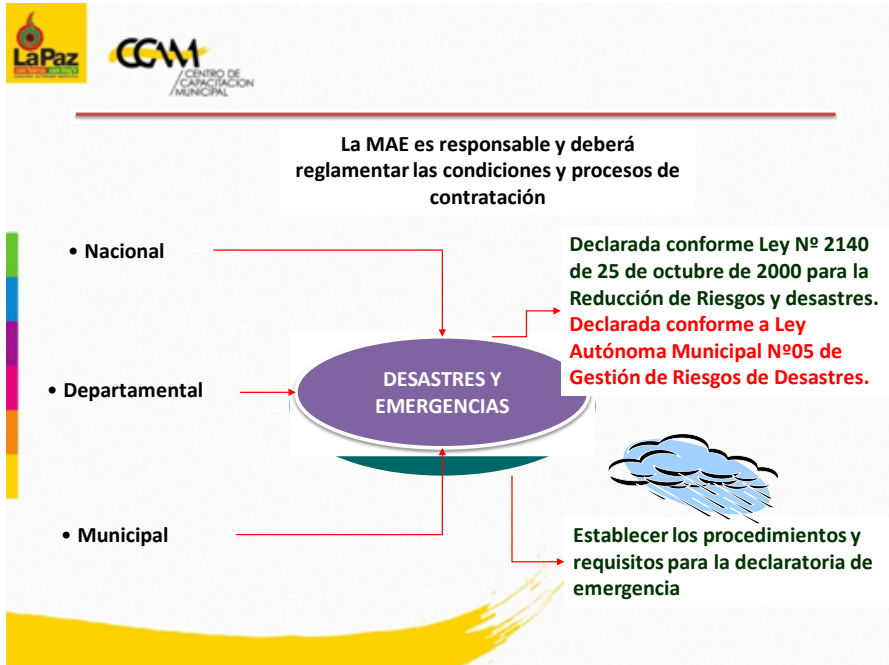 LaPaz
CCAM
CENTRO DE
CAPACITACION
MUNICIPAL
La MAE es responsable y deberá
reglamentar las condiciones y procesos de
contratación
• Nacional
• Departamental
• Municipal
DESASTRES Y
EMERGENCIAS
Declarada conforme Ley Nº 2140
de 25 de octubre de 2000 para la
Reducción de Riesgos y desastres.
Declarada conforme a Ley
Autónoma Municipal Nº05 de
Gestión de Riesgos de Desastres.
Establecer los procedimientos y
requisitos para la declaratoria de
emergencia